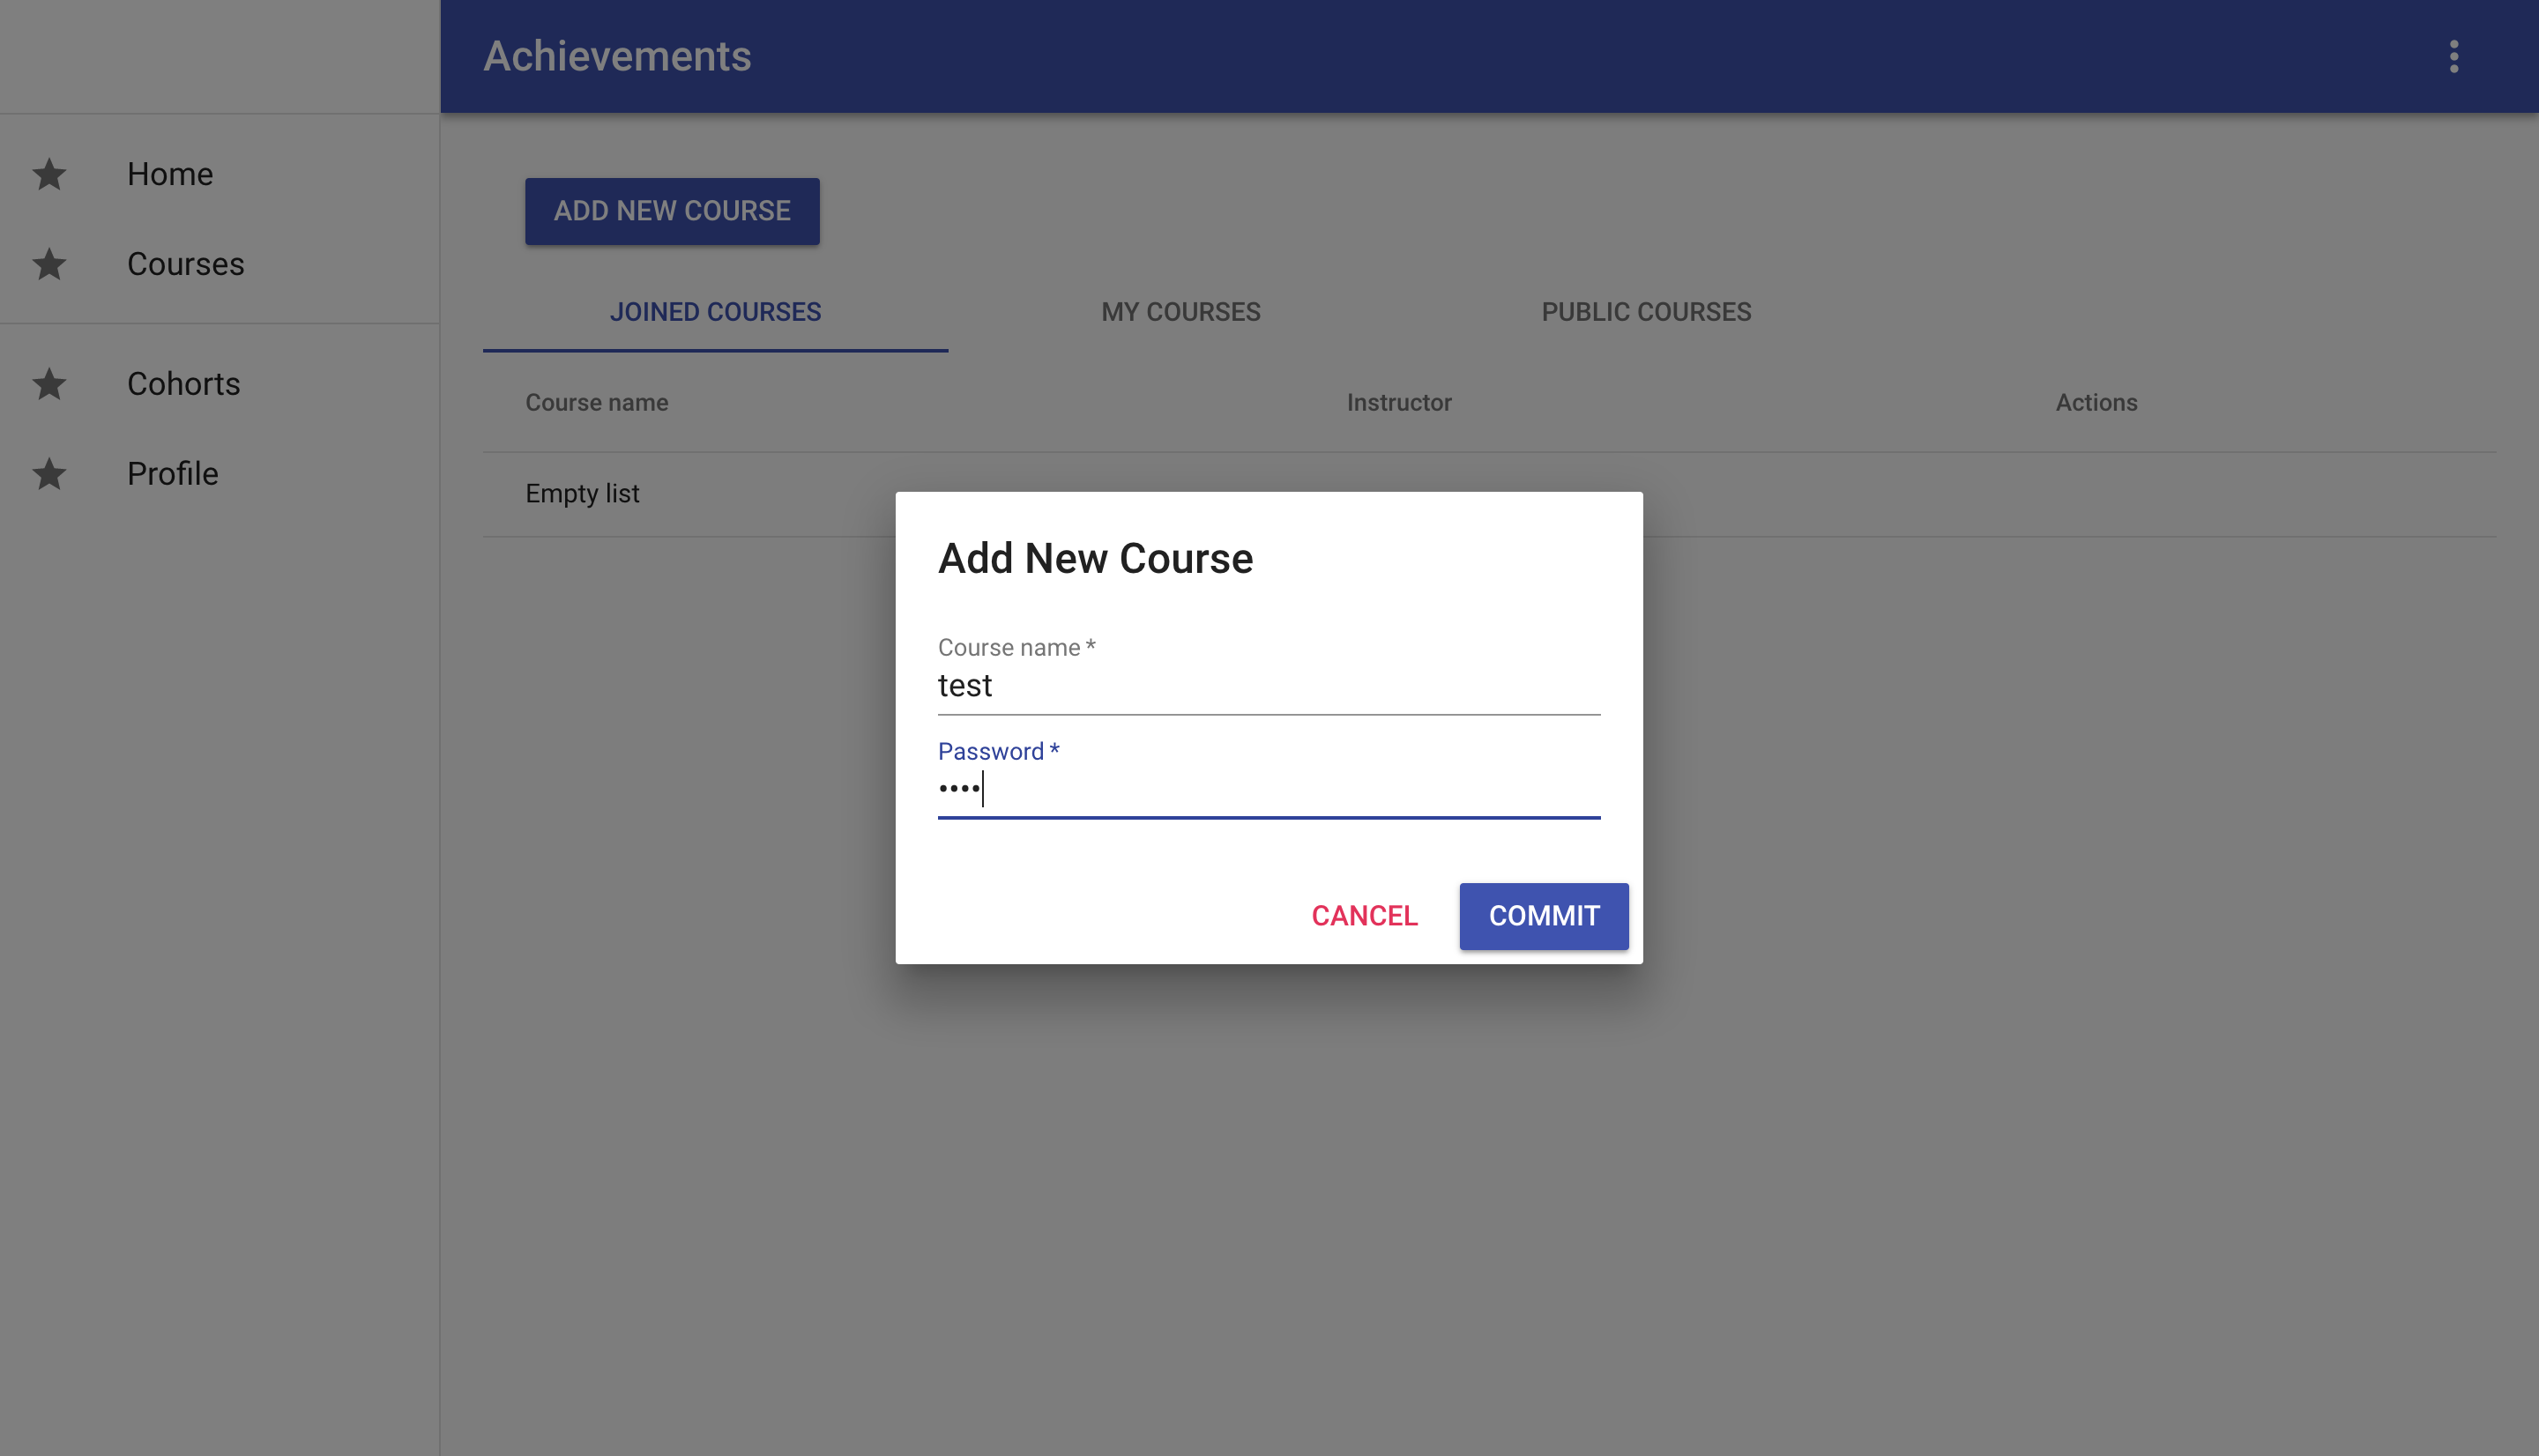 Achievements
Home
Courses
Cohorts
Profile
ADD NEW COURSE
JOINED COURSES
MY COURSES
PUBLIC COURSES
Course name
Instructor
Actions
Empty list
Add New Course
Course name *
test
Password *
••••
CANCEL
COMMIT